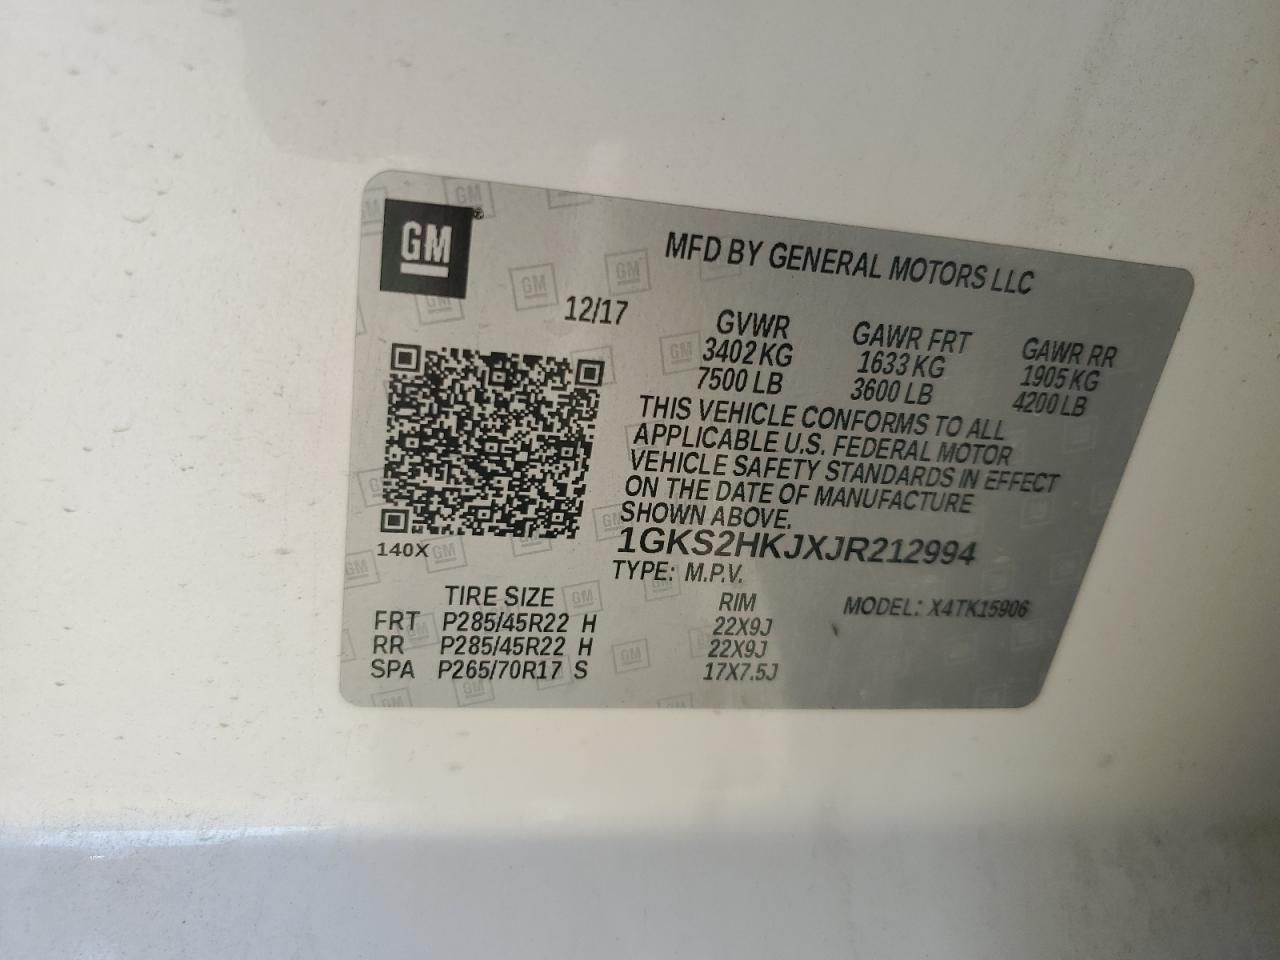 GM
MFD BY GENERAL MOTORS LLC
12/17
GVWR GAWR FRT GAWR RR
3402 KG 1633 KG 1905 KG
7500 LB 3600 LB 4200 LB
THIS VEHICLE CONFORMS TO ALL
APPLICABLE U.S. FEDERAL MOTOR
VEHICLE SAFETY STANDARDS IN EFFECT
ON THE DATE OF MANUFACTURE
SHOWN ABOVE.
1GKS2HKJXJR212994
140X
TYPE: M.P.V.
MODEL: X4TK15906
TIRE SIZE RIM
FRT P285/45R22 H 22X9J
RR P285/45R22 H 22X9J
SPA P265/70R17 S 17X7.5J